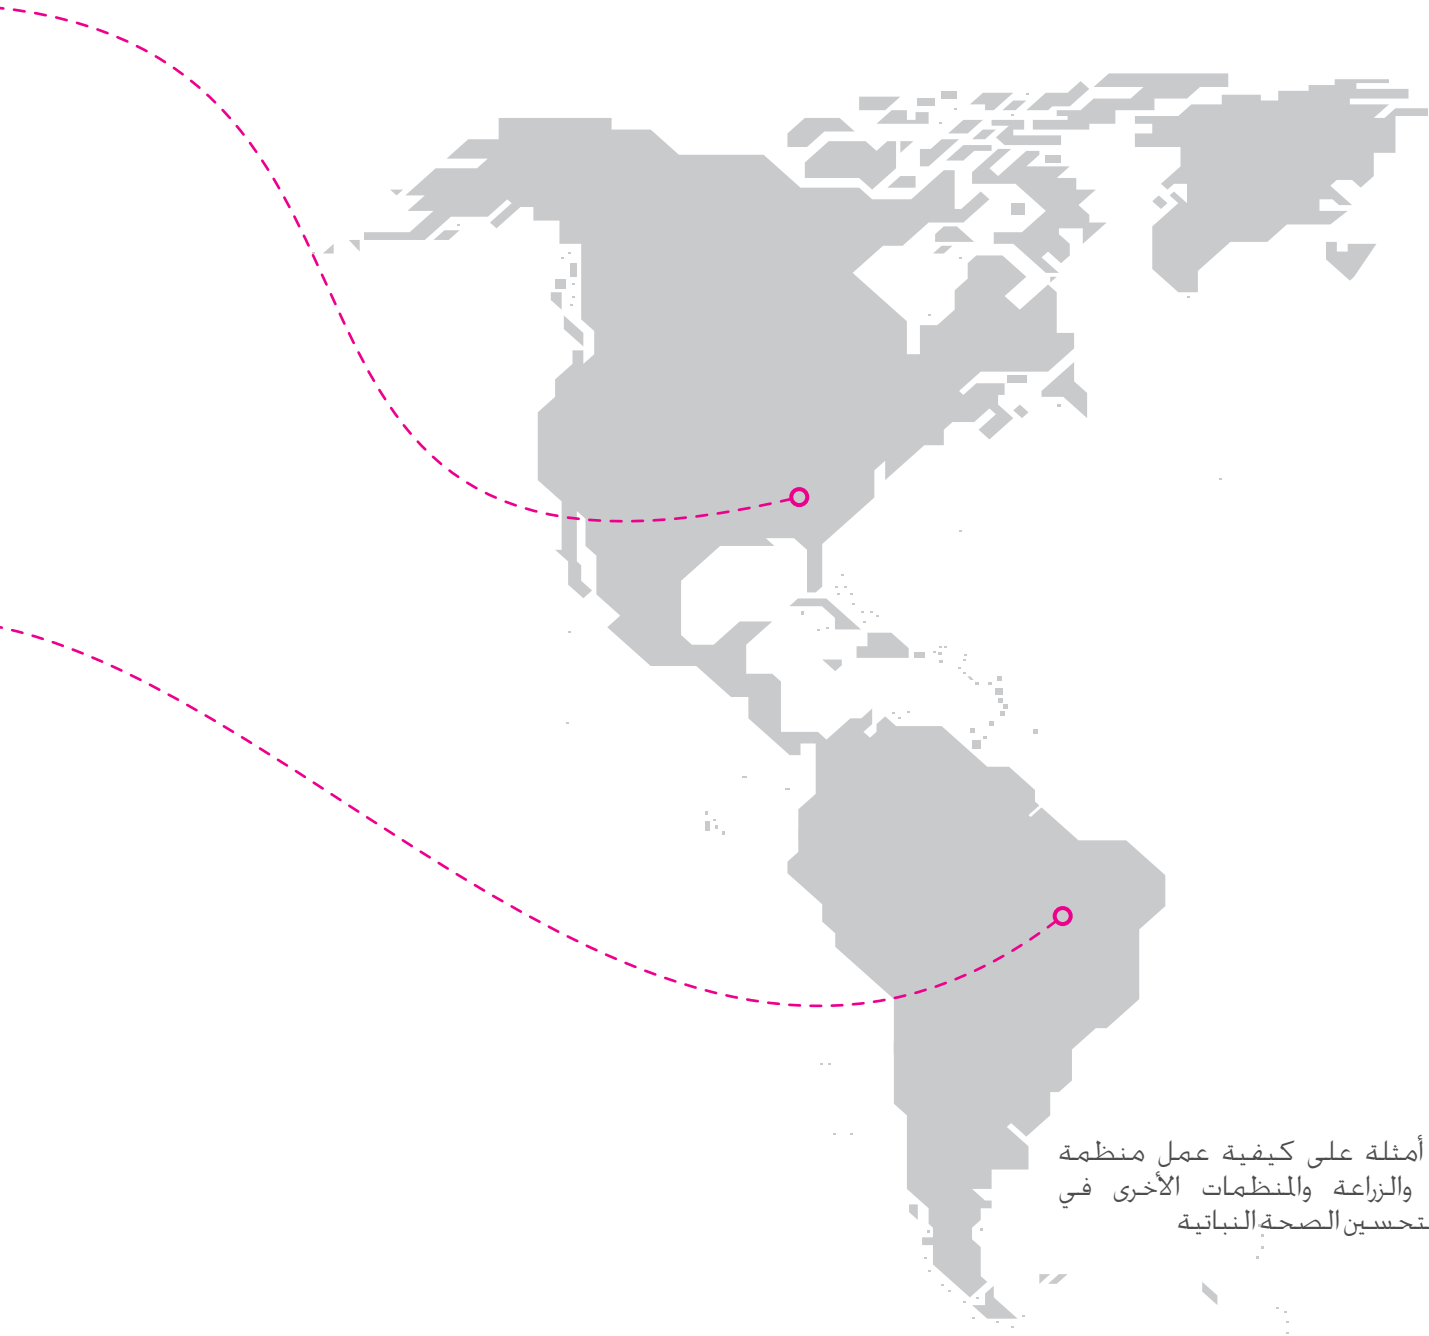 أمثلة على كيفية عمل منظمة
والزراعة والمنظمات الأخرى في
تحسين الصحة النباتية